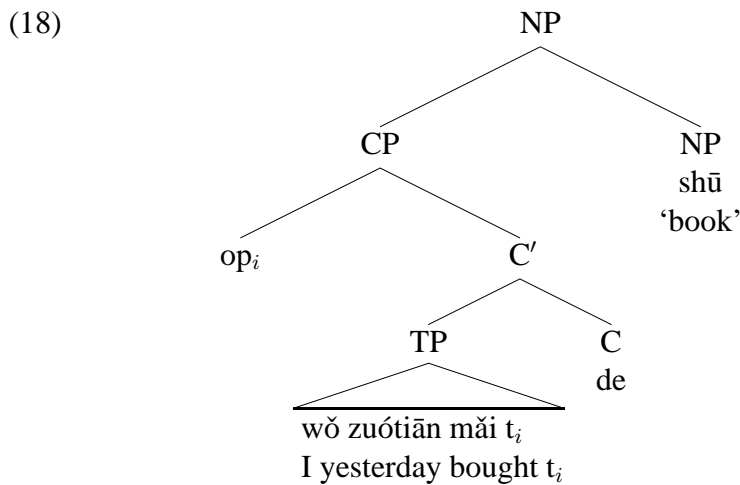 (18) NP
CP NP
shū
‘book’
op_i C′
TP C
de
wǒ zuótiān mǎi t_i
I yesterday bought t_i